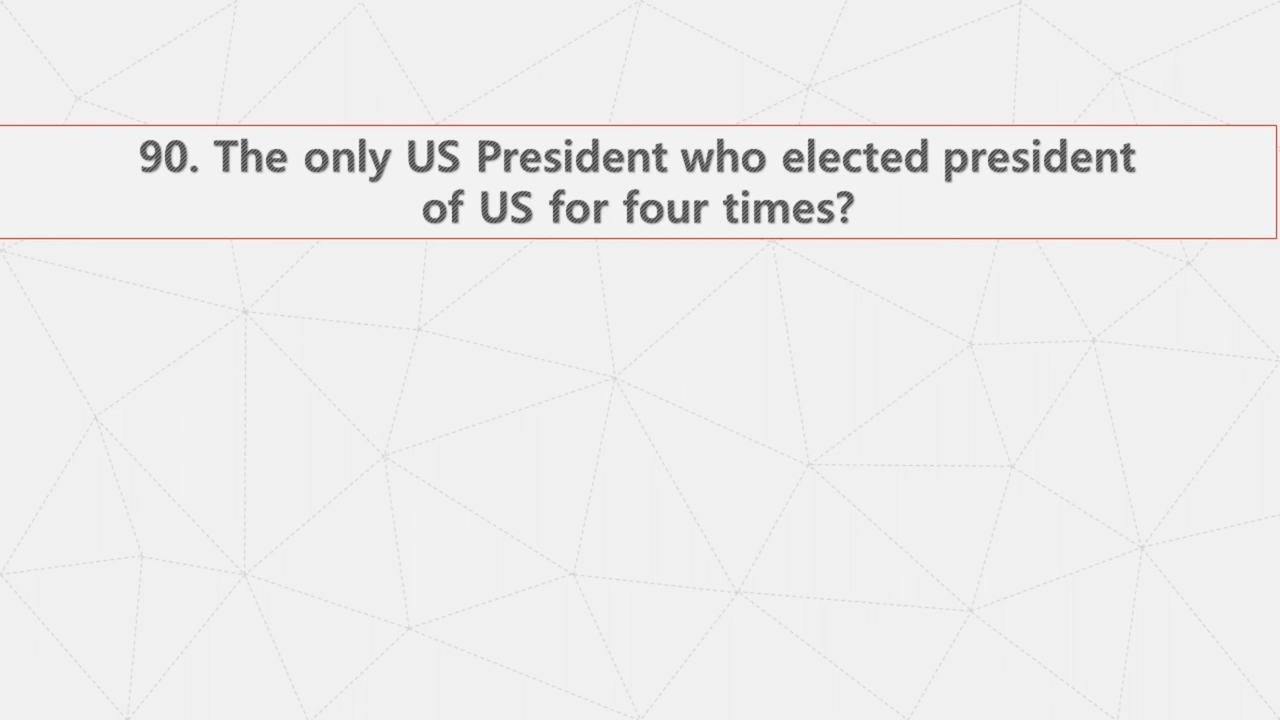 90. The only US President who elected president
of US for four times?